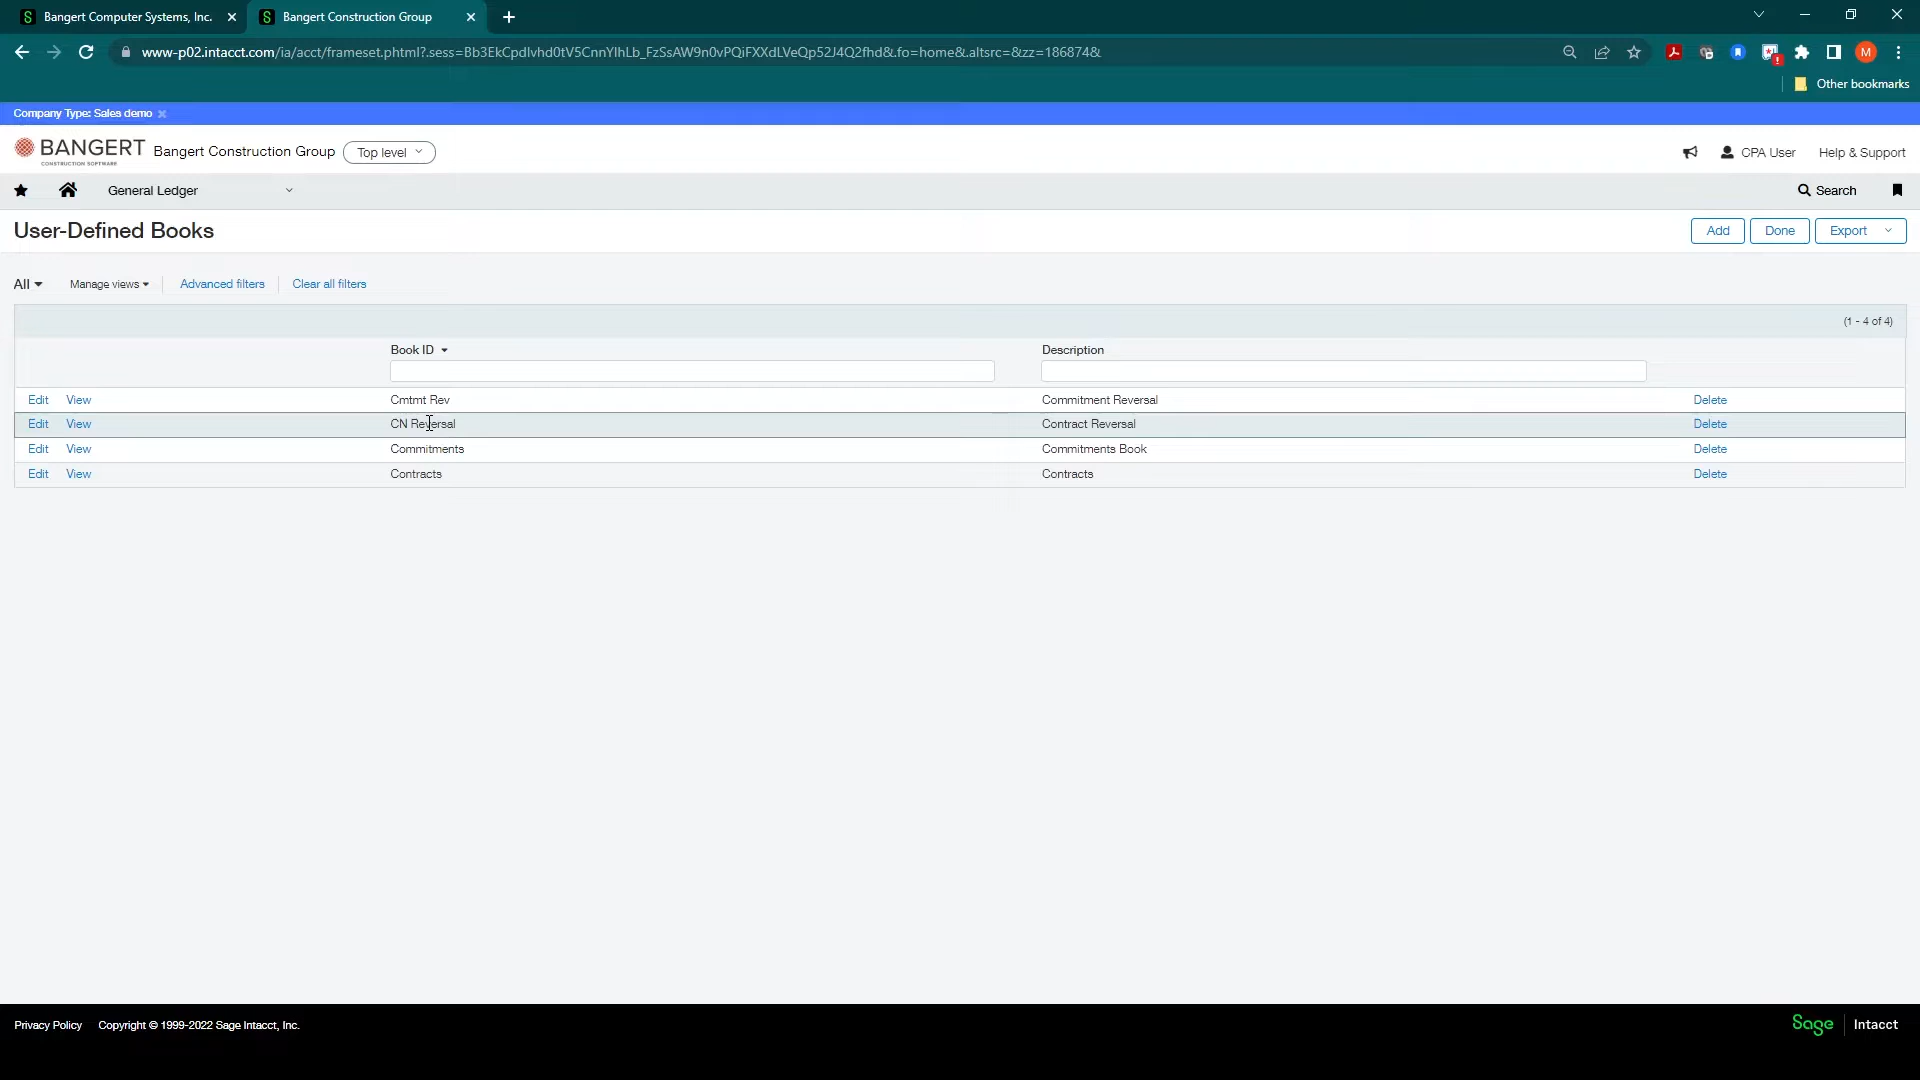 Bangert Computer Systems, Inc.
Bangert Construction Group
www-p02.intacct.com/ia/acct/frameset.phtml?.sess=Bb3EkCpdlvhd0tV5CnnYlhLb_FzSsAW9n0vPQiFXXdLVeQp52J4Q2fhd&.fo=home&.altsrc=&zz=186874&
M
Other bookmarks
Company Type: Sales demo
BANGERT
CONSTRUCTION SOFTWARE
Bangert Construction Group
Top level
CPA User
Help & Support
General Ledger
Search
User-Defined Books
Add
Done
Export
All
Manage views
Advanced filters
Clear all filters
(1 - 4 of 4)
Book ID
Description
Edit View Cmtmt Rev Commitment Reversal Delete
Edit View CN Reversal Contract Reversal Delete
Edit View Commitments Commitments Book Delete
Edit View Contracts Contracts Delete
Privacy Policy
Copyright © 1999-2022 Sage Intacct, Inc.
Sage
Intacct